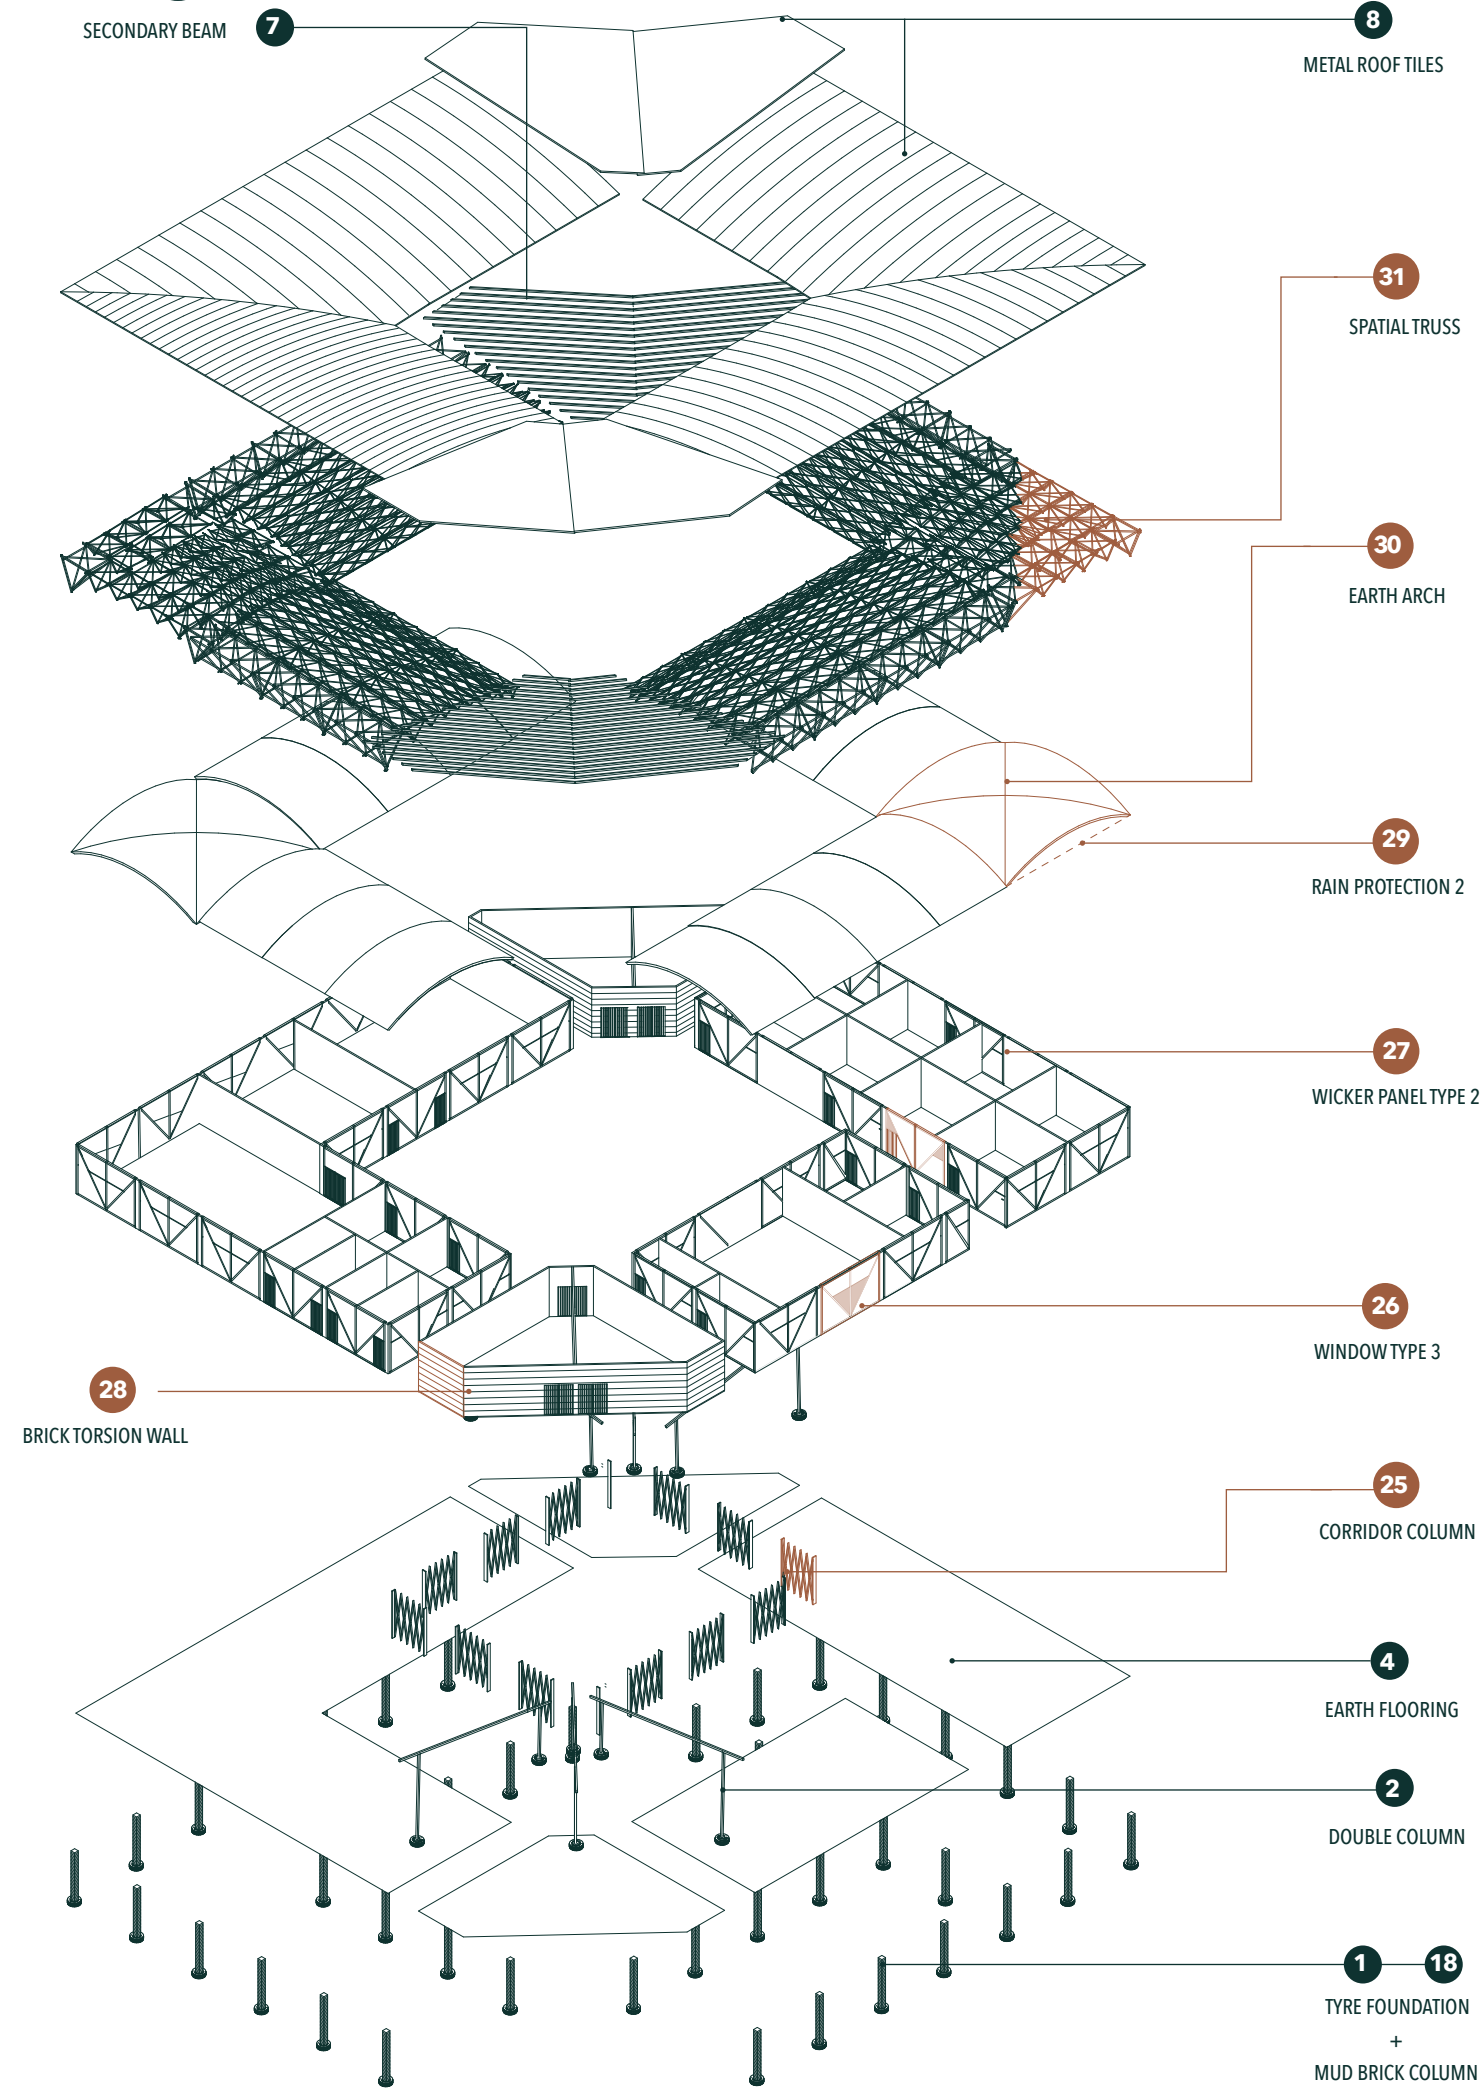 7
SECONDARY BEAM
8
METAL ROOF TILES
31
SPATIAL TRUSS
30
EARTH ARCH
29
RAIN PROTECTION 2
27
WICKER PANEL TYPE 2
26
WINDOW TYPE 3
28
BRICK TORSION WALL
25
CORRIDOR COLUMN
4
EARTH FLOORING
2
DOUBLE COLUMN
1 18
TYRE FOUNDATION
+
MUD BRICK COLUMN